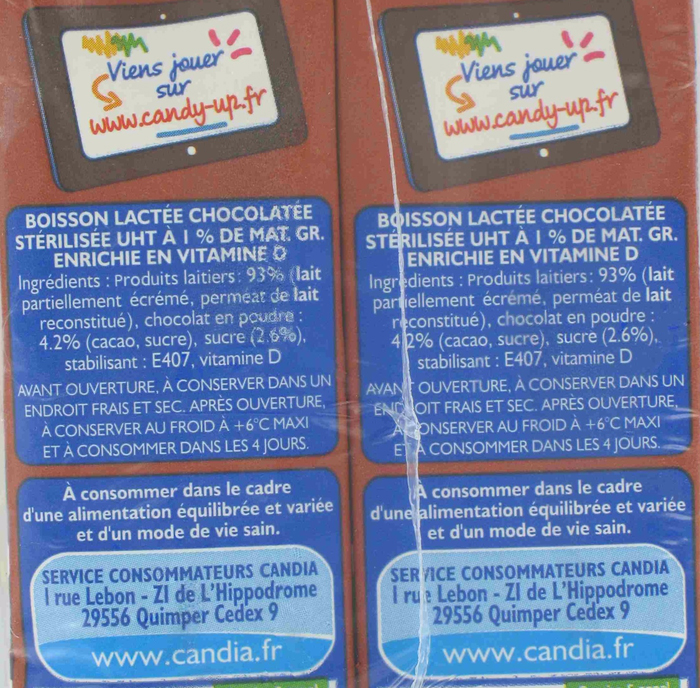 Viens jouer
sur
www.candy-up.fr
BOISSON LACTÉE CHOCOLATÉE
STÉRILISÉE UHT À 1 % DE MAT. GR.
ENRICHIE EN VITAMINE D
Ingrédients : Produits laitiers : 93% (lait
partiellement écrémé, perméat de lait
reconstitué), chocolat en poudre :
4.2% (cacao, sucre), sucre (2.6%),
stabilisant : E407, vitamine D
AVANT OUVERTURE, À CONSERVER DANS UN
ENDROIT FRAIS ET SEC. APRÈS OUVERTURE,
À CONSERVER AU FROID À +6°C MAXI
ET À CONSOMMER DANS LES 4 JOURS.
À consommer dans le cadre
d'une alimentation équilibrée et variée
et d'un mode de vie sain.
SERVICE CONSOMMATEURS CANDIA
1 rue Lebon - ZI de L'Hippodrome
29556 Quimper Cedex 9
www.candia.fr
Viens jouer
sur
www.candy-up.fr
BOISSON LACTÉE CHOCOLATÉE
STÉRILISÉE UHT À 1 % DE MAT. GR.
ENRICHIE EN VITAMINE D
Ingrédients : Produits laitiers : 93% (lait
partiellement écrémé, perméat de lait
reconstitué), chocolat en poudre :
4.2% (cacao, sucre), sucre (2.6%),
stabilisant : E407, vitamine D
AVANT OUVERTURE, À CONSERVER DANS UN
ENDROIT FRAIS ET SEC. APRÈS OUVERTURE,
À CONSERVER AU FROID À +6°C MAXI
ET À CONSOMMER DANS LES 4 JOURS.
À consommer dans le cadre
d'une alimentation équilibrée et variée
et d'un mode de vie sain.
SERVICE CONSOMMATEURS CANDIA
1 rue Lebon - ZI de L'Hippodrome
29556 Quimper Cedex 9
www.candia.fr